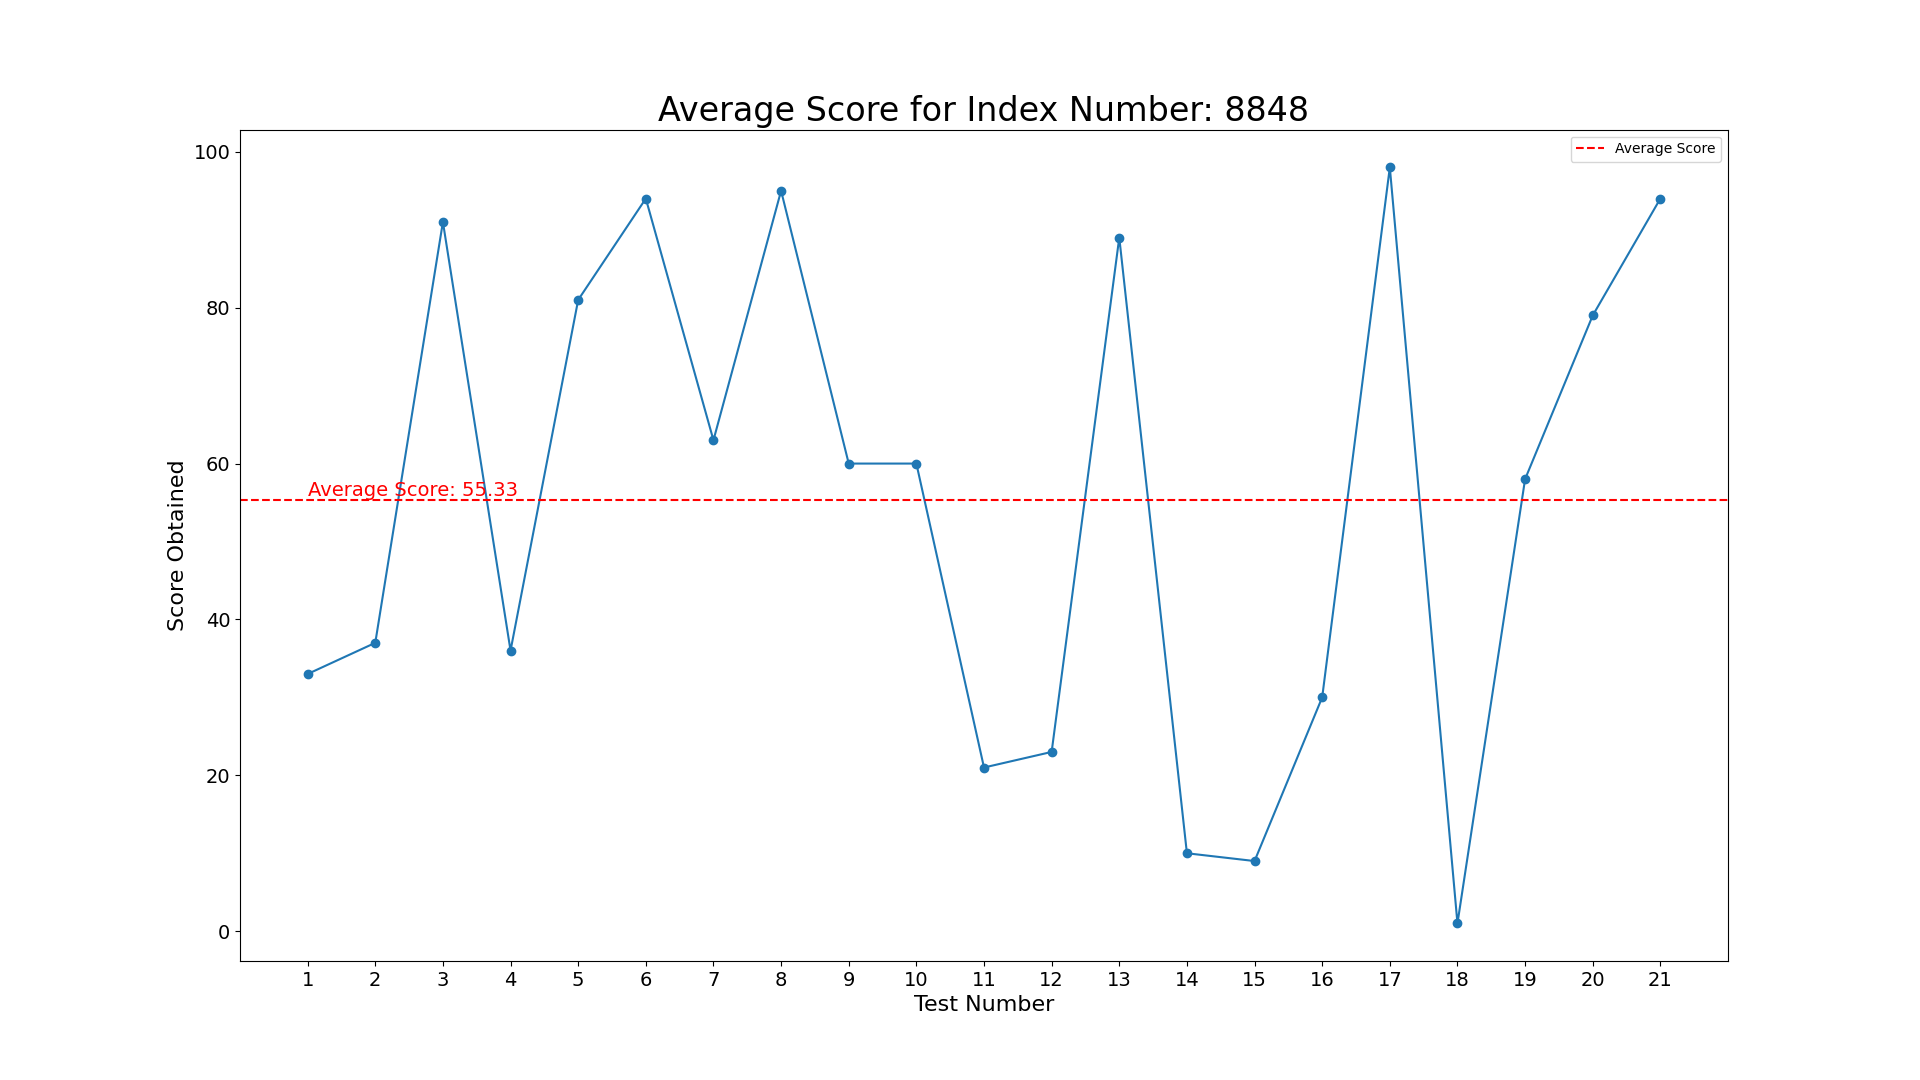 Average Score for Index Number: 8848
Average Score
100
80
60
40
20
0
Score Obtained
Average Score: 55.33
1 2 3 4 5 6 7 8 9 10 11 12 13 14 15 16 17 18 19 20 21
Test Number